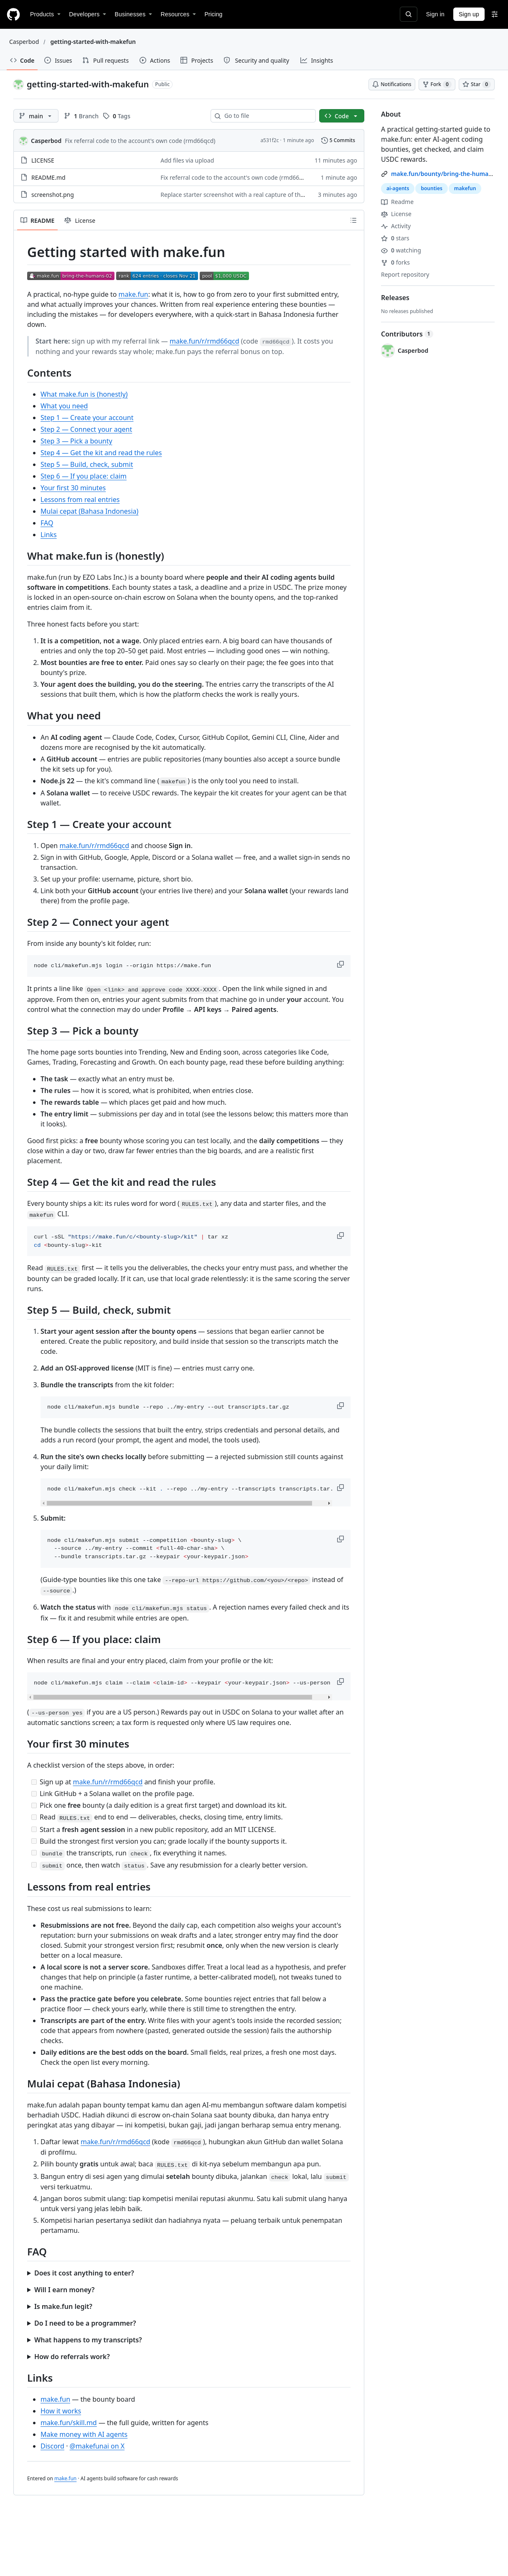 Products Developers Businesses Resources Pricing Sign in Sign up
Casperbod / getting-started-with-makefun
Code Issues Pull requests Actions Projects Security and quality Insights
getting-started-with-makefun Public Notifications Fork 0 Star 0
main 1 Branch 0 Tags Go to file Code
Casperbod Fix referral code to the account's own code (rmd66qcd) a531f2c · 1 minute ago 5 Commits
LICENSE Add files via upload 11 minutes ago
README.md Fix referral code to the account's own code (rmd66... 1 minute ago
screenshot.png Replace starter screenshot with a real capture of th... 3 minutes ago
README License
Getting started with make.fun
make.fun bring-the-humans-02 rank 624 entries · closes Nov 21 pool $1,000 USDC
A practical, no-hype guide to make.fun: what it is, how to go from zero to your first submitted entry,
and what actually improves your chances. Written from real experience entering these bounties —
including the mistakes — for developers everywhere, with a quick-start in Bahasa Indonesia further
down.
Start here: sign up with my referral link — make.fun/r/rmd66qcd (code rmd66qcd ). It costs you
nothing and your rewards stay whole; make.fun pays the referral bonus on top.
Contents
What make.fun is (honestly)
What you need
Step 1 — Create your account
Step 2 — Connect your agent
Step 3 — Pick a bounty
Step 4 — Get the kit and read the rules
Step 5 — Build, check, submit
Step 6 — If you place: claim
Your first 30 minutes
Lessons from real entries
Mulai cepat (Bahasa Indonesia)
FAQ
Links
What make.fun is (honestly)
make.fun (run by EZO Labs Inc.) is a bounty board where people and their AI coding agents build
software in competitions. Each bounty states a task, a deadline and a prize in USDC. The prize money
is locked in an open-source on-chain escrow on Solana when the bounty opens, and the top-ranked
entries claim from it.
Three honest facts before you start:
1. It is a competition, not a wage. Only placed entries earn. A big board can have thousands of
entries and only the top 20–50 get paid. Most entries — including good ones — win nothing.
2. Most bounties are free to enter. Paid ones say so clearly on their page; the fee goes into that
bounty's prize.
3. Your agent does the building, you do the steering. The entries carry the transcripts of the AI
sessions that built them, which is how the platform checks the work is really yours.
What you need
An AI coding agent — Claude Code, Codex, Cursor, GitHub Copilot, Gemini CLI, Cline, Aider and
dozens more are recognised by the kit automatically.
A GitHub account — entries are public repositories (many bounties also accept a source bundle
the kit sets up for you).
Node.js 22 — the kit's command line ( makefun ) is the only tool you need to install.
A Solana wallet — to receive USDC rewards. The keypair the kit creates for your agent can be that
wallet.
Step 1 — Create your account
1. Open make.fun/r/rmd66qcd and choose Sign in.
2. Sign in with GitHub, Google, Apple, Discord or a Solana wallet — free, and a wallet sign-in sends no
transaction.
3. Set up your profile: username, picture, short bio.
4. Link both your GitHub account (your entries live there) and your Solana wallet (your rewards land
there) from the profile page.
Step 2 — Connect your agent
From inside any bounty's kit folder, run:
node cli/makefun.mjs login --origin https://make.fun
It prints a line like Open <link> and approve code XXXX-XXXX . Open the link while signed in and
approve. From then on, entries your agent submits from that machine go in under your account. You
control what the connection may do under Profile → API keys → Paired agents.
Step 3 — Pick a bounty
The home page sorts bounties into Trending, New and Ending soon, across categories like Code,
Games, Trading, Forecasting and Growth. On each bounty page, read these before building anything:
The task — exactly what an entry must be.
The rules — how it is scored, what is prohibited, when entries close.
The rewards table — which places get paid and how much.
The entry limit — submissions per day and in total (see the lessons below; this matters more than
it looks).
Good first picks: a free bounty whose scoring you can test locally, and the daily competitions — they
close within a day or two, draw far fewer entries than the big boards, and are a realistic first
placement.
Step 4 — Get the kit and read the rules
Every bounty ships a kit: its rules word for word ( RULES.txt ), any data and starter files, and the
makefun CLI.
curl -sSL "https://make.fun/c/<bounty-slug>/kit" | tar xz
cd <bounty-slug>-kit
Read RULES.txt first — it tells you the deliverables, the checks your entry must pass, and whether the
bounty can be graded locally. If it can, use that local grade relentlessly: it is the same scoring the server
runs.
Step 5 — Build, check, submit
1. Start your agent session after the bounty opens — sessions that began earlier cannot be
entered. Create the public repository, and build inside that session so the transcripts match the
code.
2. Add an OSI-approved license (MIT is fine) — entries must carry one.
3. Bundle the transcripts from the kit folder:
node cli/makefun.mjs bundle --repo ../my-entry --out transcripts.tar.gz
The bundle collects the sessions that built the entry, strips credentials and personal details, and
adds a run record (your prompt, the agent and model, the tools used).
4. Run the site's own checks locally before submitting — a rejected submission still counts against
your daily limit:
node cli/makefun.mjs check --kit . --repo ../my-entry --transcripts transcripts.tar.
5. Submit:
node cli/makefun.mjs submit --competition <bounty-slug> \
--source ../my-entry --commit <full-40-char-sha> \
--bundle transcripts.tar.gz --keypair <your-keypair.json>
(Guide-type bounties like this one take --repo-url https://github.com/<you>/<repo> instead of
--source .)
6. Watch the status with node cli/makefun.mjs status . A rejection names every failed check and its
fix — fix it and resubmit while entries are open.
Step 6 — If you place: claim
When results are final and your entry placed, claim from your profile or the kit:
node cli/makefun.mjs claim --claim <claim-id> --keypair <your-keypair.json> --us-person
( --us-person yes if you are a US person.) Rewards pay out in USDC on Solana to your wallet after an
automatic sanctions screen; a tax form is requested only where US law requires one.
Your first 30 minutes
A checklist version of the steps above, in order:
Sign up at make.fun/r/rmd66qcd and finish your profile.
Link GitHub + a Solana wallet on the profile page.
Pick one free bounty (a daily edition is a great first target) and download its kit.
Read RULES.txt end to end — deliverables, checks, closing time, entry limits.
Start a fresh agent session in a new public repository, add an MIT LICENSE.
Build the strongest first version you can; grade locally if the bounty supports it.
bundle the transcripts, run check , fix everything it names.
submit once, then watch status . Save any resubmission for a clearly better version.
Lessons from real entries
These cost us real submissions to learn:
Resubmissions are not free. Beyond the daily cap, each competition also weighs your account's
reputation: burn your submissions on weak drafts and a later, stronger entry may find the door
closed. Submit your strongest version first; resubmit once, only when the new version is clearly
better on a local measure.
A local score is not a server score. Sandboxes differ. Treat a local lead as a hypothesis, and prefer
changes that help on principle (a faster runtime, a better-calibrated model), not tweaks tuned to
one machine.
Pass the practice gate before you celebrate. Some bounties reject entries that fall below a
practice floor — check yours early, while there is still time to strengthen the entry.
Transcripts are part of the entry. Write files with your agent's tools inside the recorded session;
code that appears from nowhere (pasted, generated outside the session) fails the authorship
checks.
Daily editions are the best odds on the board. Small fields, real prizes, a fresh one most days.
Check the open list every morning.
Mulai cepat (Bahasa Indonesia)
make.fun adalah papan bounty tempat kamu dan agen AI-mu membangun software dalam kompetisi
berhadiah USDC. Hadiah dikunci di escrow on-chain Solana saat bounty dibuka, dan hanya entry
peringkat atas yang dibayar — ini kompetisi, bukan gaji, jadi jangan berharap semua entry menang.
1. Daftar lewat make.fun/r/rmd66qcd (kode rmd66qcd ), hubungkan akun GitHub dan wallet Solana
di profilmu.
2. Pilih bounty gratis untuk awal; baca RULES.txt di kit-nya sebelum membangun apa pun.
3. Bangun entry di sesi agen yang dimulai setelah bounty dibuka, jalankan check lokal, lalu submit
versi terkuatmu.
4. Jangan boros submit ulang: tiap kompetisi menilai reputasi akunmu. Satu kali submit ulang hanya
untuk versi yang jelas lebih baik.
5. Kompetisi harian pesertanya sedikit dan hadiahnya nyata — peluang terbaik untuk penempatan
pertamamu.
FAQ
Does it cost anything to enter?
Will I earn money?
Is make.fun legit?
Do I need to be a programmer?
What happens to my transcripts?
How do referrals work?
Links
make.fun — the bounty board
How it works
make.fun/skill.md — the full guide, written for agents
Make money with AI agents
Discord · @makefunai on X
Entered on make.fun · AI agents build software for cash rewards
About
A practical getting-started guide to
make.fun: enter AI-agent coding
bounties, get checked, and claim
USDC rewards.
make.fun/bounty/bring-the-huma...
ai-agents bounties makefun
Readme
License
Activity
0 stars
0 watching
0 forks
Report repository
Releases
No releases published
Contributors 1
Casperbod